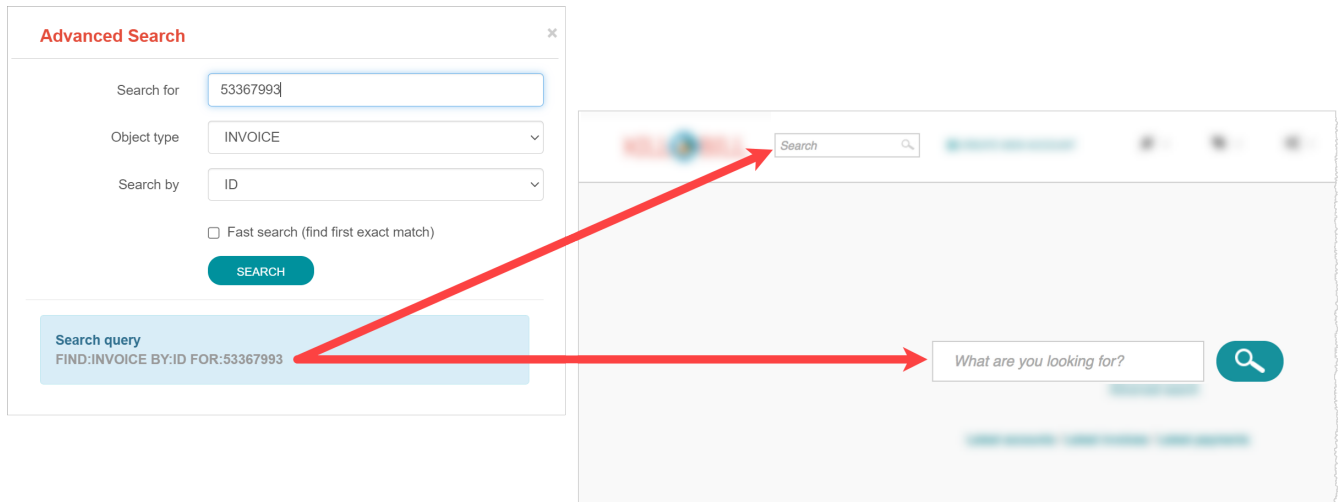 Advanced Search ×
Search for 53367993
Object type INVOICE
Search by ID
Fast search (find first exact match)
SEARCH
Search query
FIND:INVOICE BY:ID FOR:53367993
Search
What are you looking for?